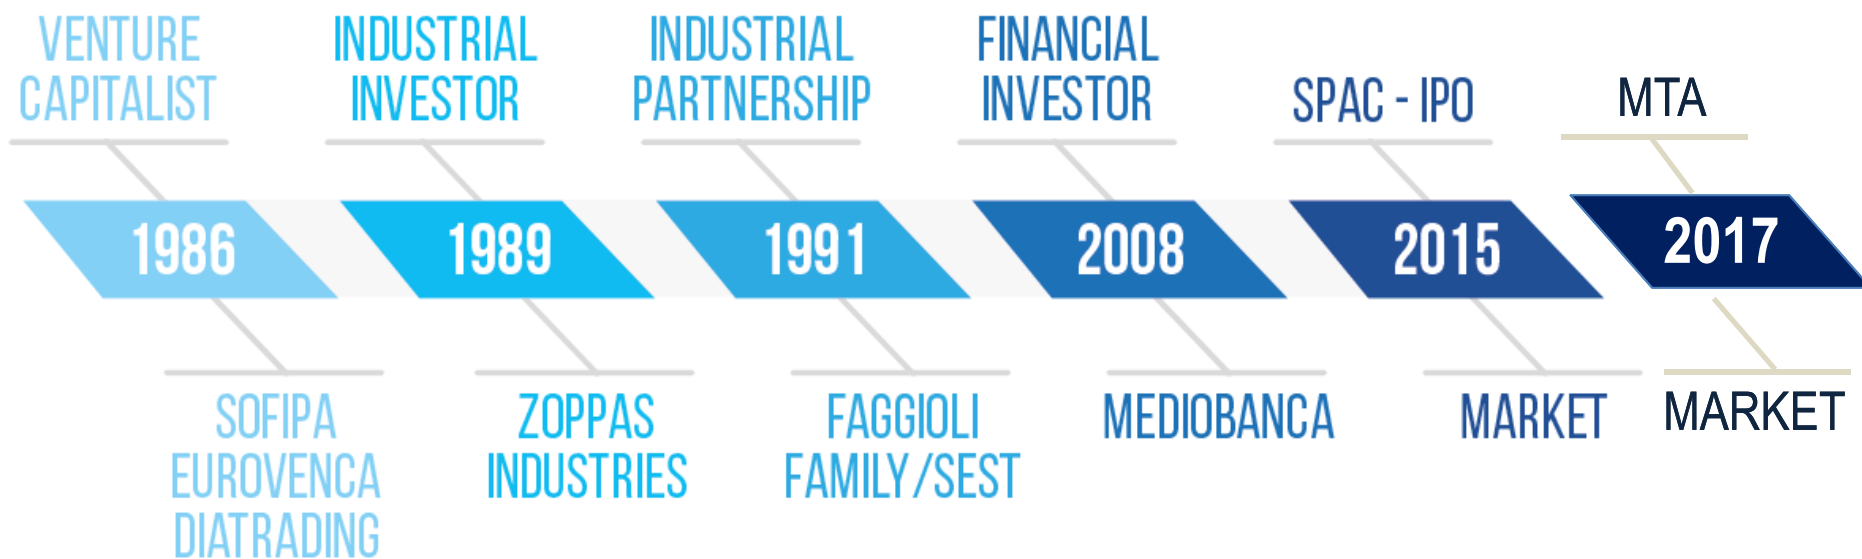 VENTURE
CAPITALIST
INDUSTRIAL
INVESTOR
INDUSTRIAL
PARTNERSHIP
FINANCIAL
INVESTOR
SPAC - IPO
MTA
1986
1989
1991
2008
2015
2017
SOFIPA
EUROVENCA
DIATRADING
ZOPPAS
INDUSTRIES
FAGGIOLI
FAMILY/SEST
MEDIOBANCA
MARKET
MARKET